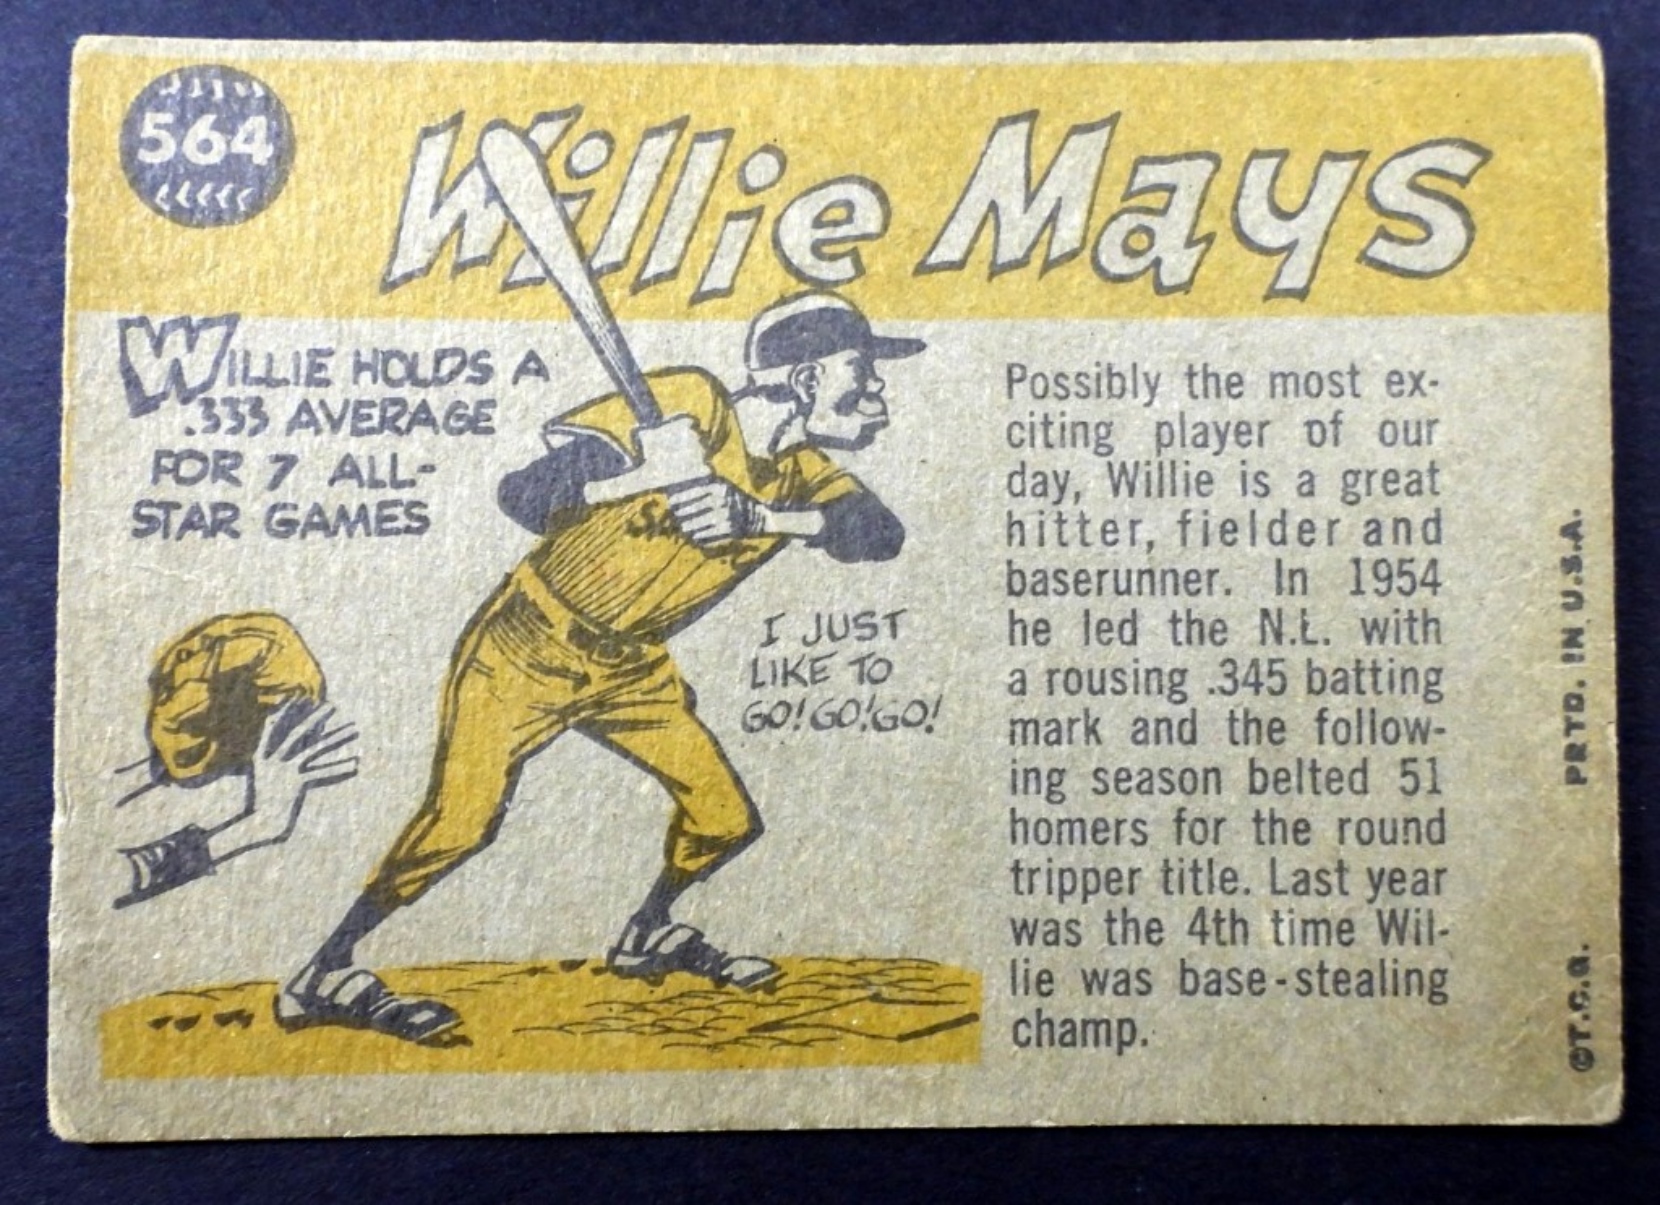 564
Willie Mays
WILLIE HOLDS A
.333 AVERAGE
FOR 7 ALL-
STAR GAMES
I JUST
LIKE TO
GO! GO! GO!
Possibly the most ex-
citing player of our
day, Willie is a great
hitter, fielder and
baserunner. In 1954
he led the N.L. with
a rousing .345 batting
mark and the follow-
ing season belted 51
homers for the round
tripper title. Last year
was the 4th time Wil-
lie was base-stealing
champ.
©T.C.G.
PRTD. IN U.S.A.